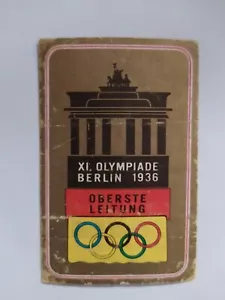 XI. OLYMPIADE
BERLIN 1936
OBERSTE
LEITUNG